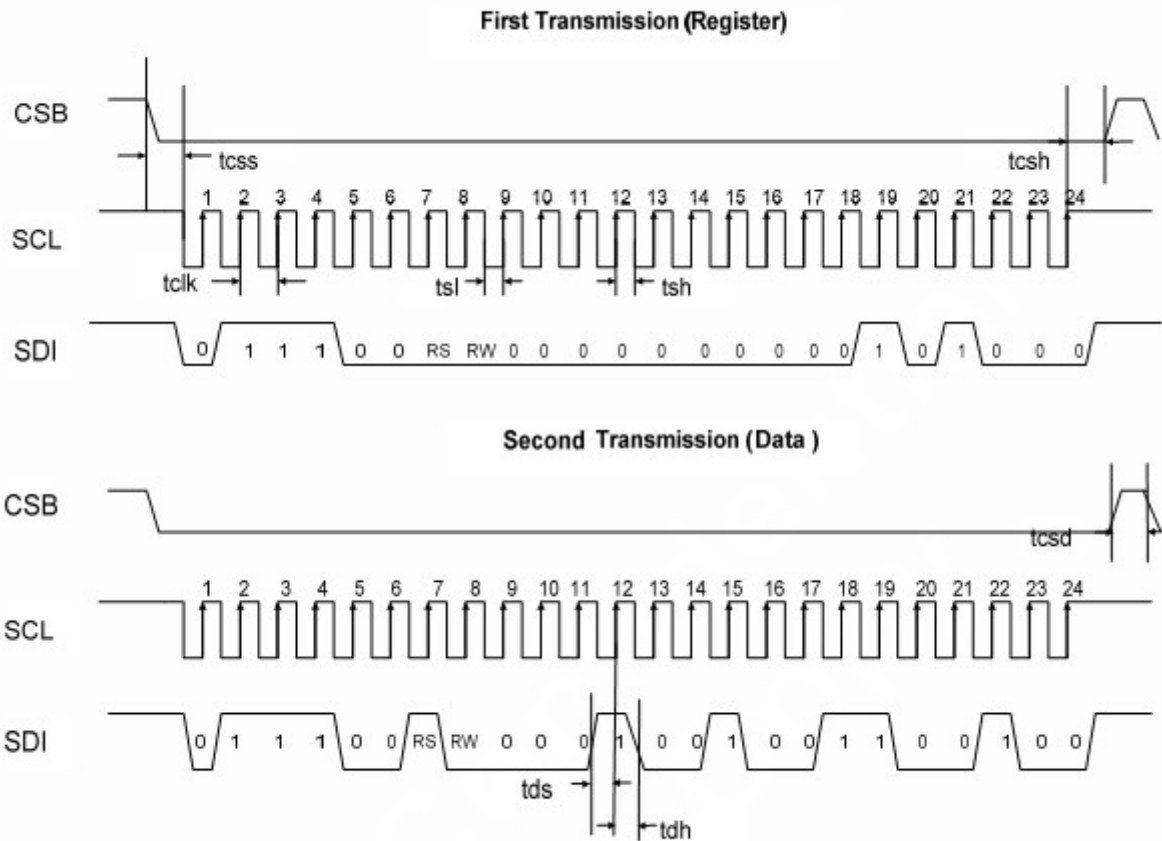 First Transmission (Register)
CSB
tcss
tcsh
1 2 3 4 5 6 7 8 9 10 11 12 13 14 15 16 17 18 19 20 21 22 23 24
SCL
tclk
tsl
tsh
SDI
0 1 1 1 0 0 RS RW 0 0 0 0 0 0 0 0 0 0 1 0 1 0 0 0
Second Transmission (Data )
CSB
tcsd
1 2 3 4 5 6 7 8 9 10 11 12 13 14 15 16 17 18 19 20 21 22 23 24
SCL
SDI
0 1 1 1 0 0 RS RW 0 0 0 1 0 0 1 0 0 1 1 0 0 1 0 0
tds
tdh